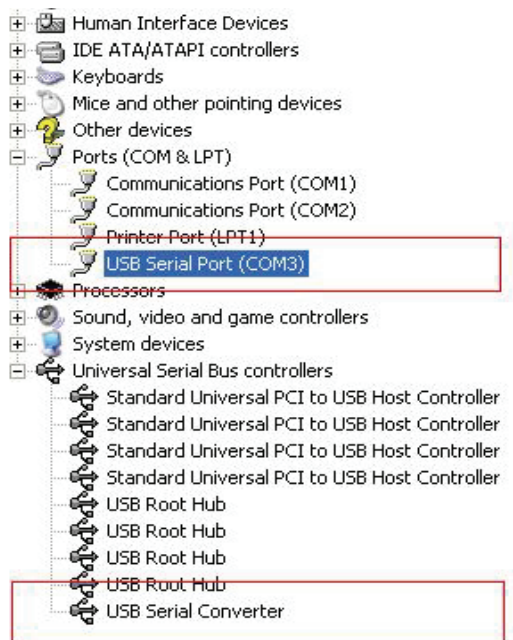 Human Interface Devices
IDE ATA/ATAPI controllers
Keyboards
Mice and other pointing devices
Other devices
Ports (COM & LPT)
Communications Port (COM1)
Communications Port (COM2)
Printer Port (LPT1)
USB Serial Port (COM3)
Processors
Sound, video and game controllers
System devices
Universal Serial Bus controllers
Standard Universal PCI to USB Host Controller
Standard Universal PCI to USB Host Controller
Standard Universal PCI to USB Host Controller
Standard Universal PCI to USB Host Controller
USB Root Hub
USB Root Hub
USB Root Hub
USB Root Hub
USB Serial Converter